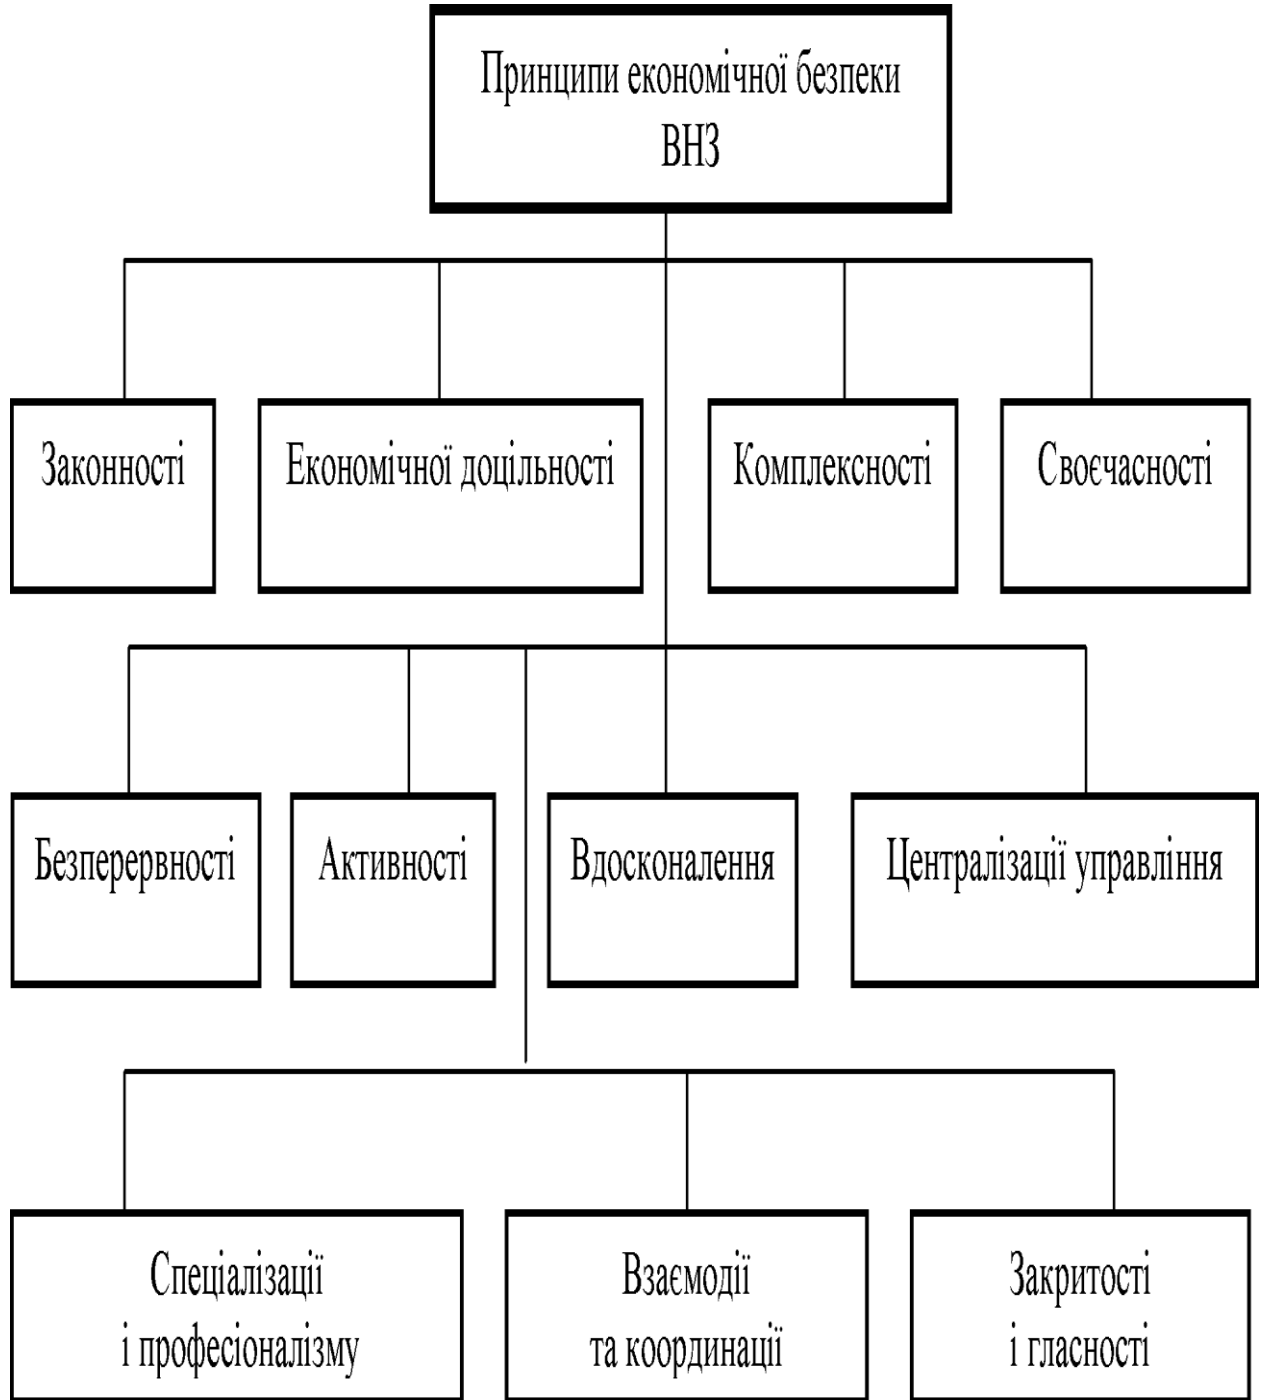 Принципи економічної безпеки
ВНЗ
Законності
Економічної доцільності
Комплексності
Своєчасності
Безперервності
Активності
Вдосконалення
Централізації управління
Спеціалізації
і професіоналізму
Взаємодії
та координації
Закритості
і гласності